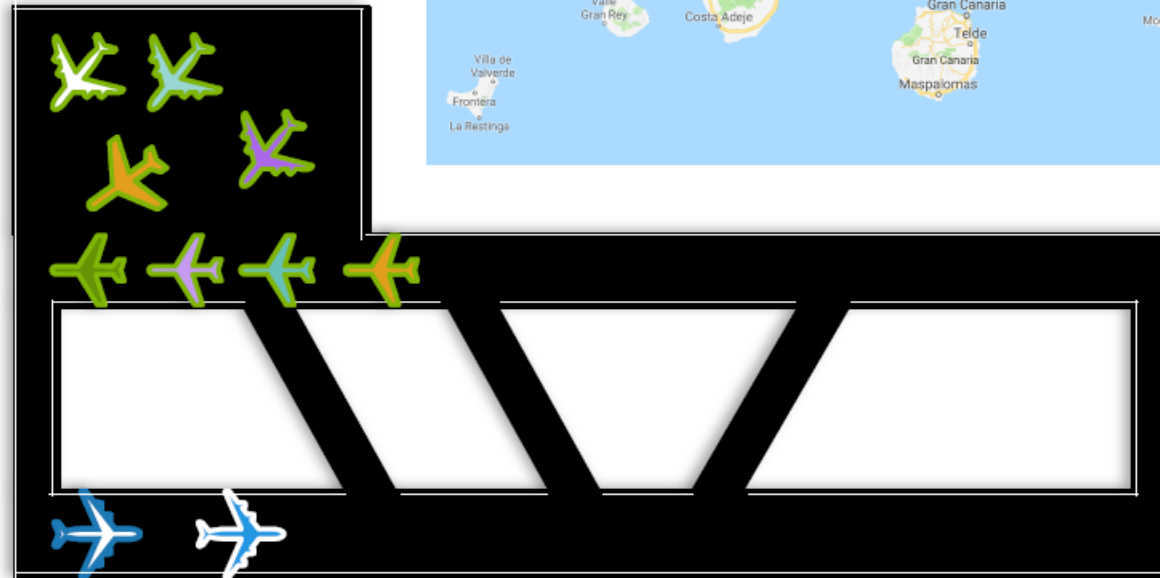 Valle
Gran Rey
Costa Adeje
Gran Canaria
Telde
Gran Canaria
Maspalomas
Villa de
Valverde
Frontera
La Restinga